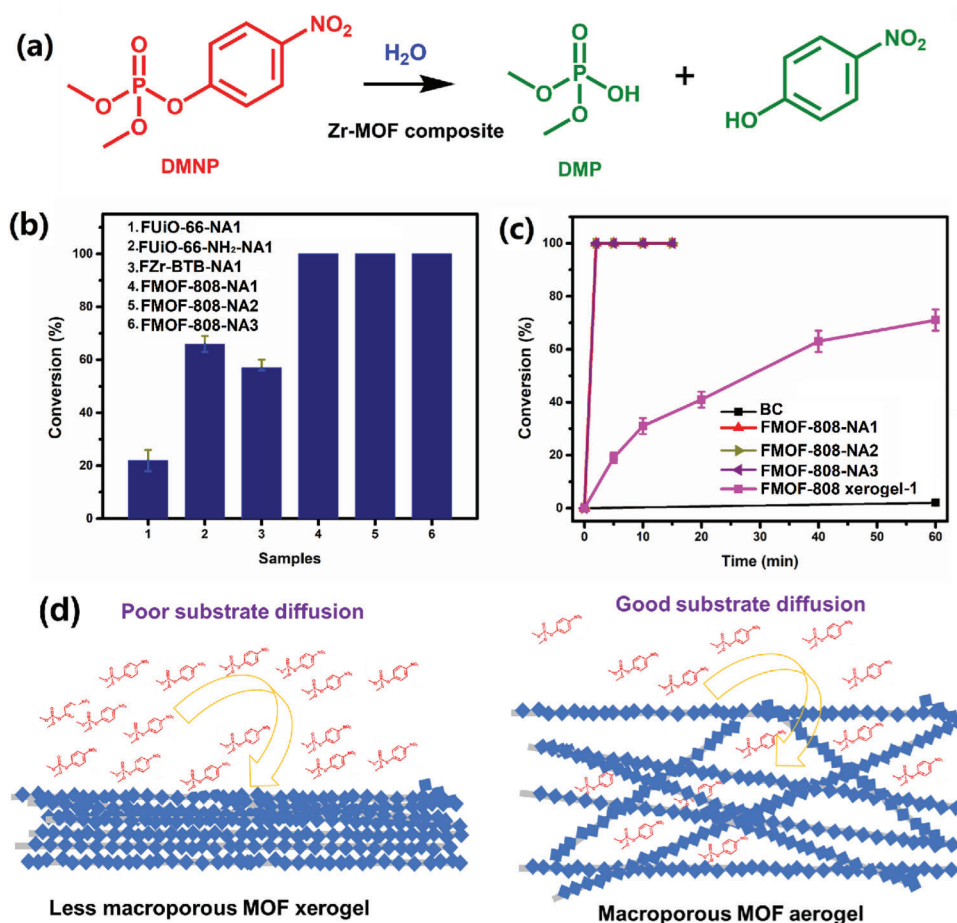 (a)
O
P
O
O
O
NO₂
DMNP
H₂O
Zr-MOF composite
O
P
O
OH
O
DMP
+
HO
NO₂
(b)
1. FUiO-66-NA1
2. FUiO-66-NH₂-NA1
3. FZr-BTB-NA1
4. FMOF-808-NA1
5. FMOF-808-NA2
6. FMOF-808-NA3
Conversion (%)
100
80
60
40
20
0
1 2 3 4 5 6
Samples
(c)
Conversion (%)
100
80
60
40
20
0
BC
FMOF-808-NA1
FMOF-808-NA2
FMOF-808-NA3
FMOF-808 xerogel-1
0 10 20 30 40 50 60
Time (min)
(d)
Poor substrate diffusion
Less macroporous MOF xerogel
Good substrate diffusion
Macroporous MOF aerogel